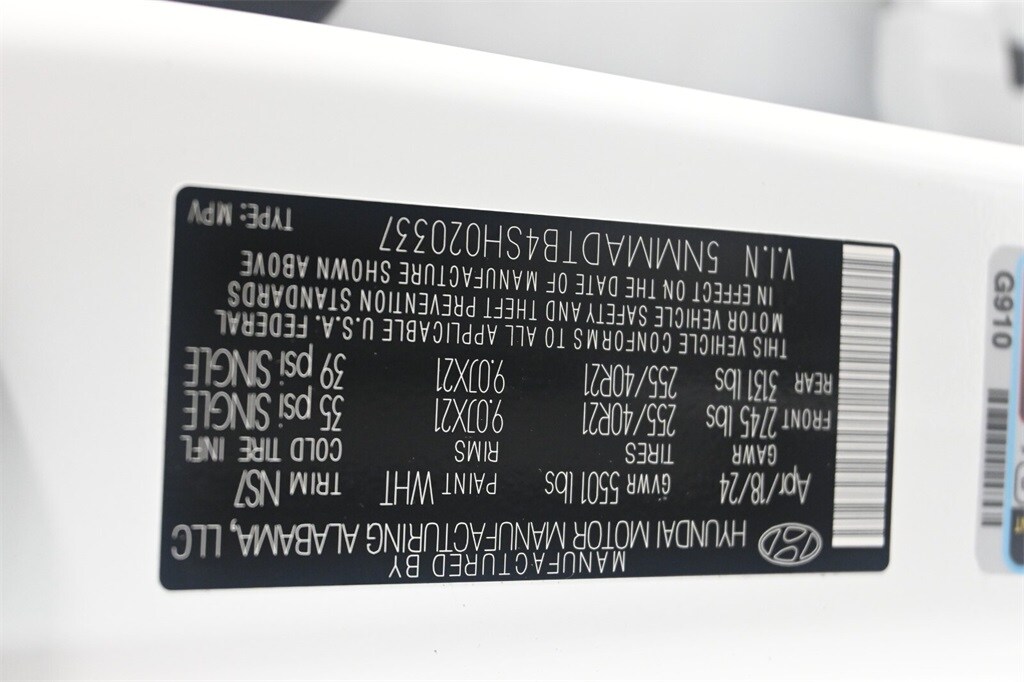 MANUFACTURED BY
HYUNDAI MOTOR MANUFACTURING ALABAMA, LLC
Apr/18/24 GVWR 5501 lbs PAINT WHT TRIM NS7
GAWR TIRES RIMS COLD TIRE INFL
FRONT 2745 lbs 255/40R21 9.0JX21 35 psi SINGLE
REAR 3131 lbs 255/40R21 9.0JX21 39 psi SINGLE
THIS VEHICLE CONFORMS TO ALL APPLICABLE U.S.A. FEDERAL
MOTOR VEHICLE SAFETY AND THEFT PREVENTION STANDARDS
IN EFFECT ON THE DATE OF MANUFACTURE SHOWN ABOVE
V.I.N 5NMMADTB4SH020337 TYPE: MPV
G910